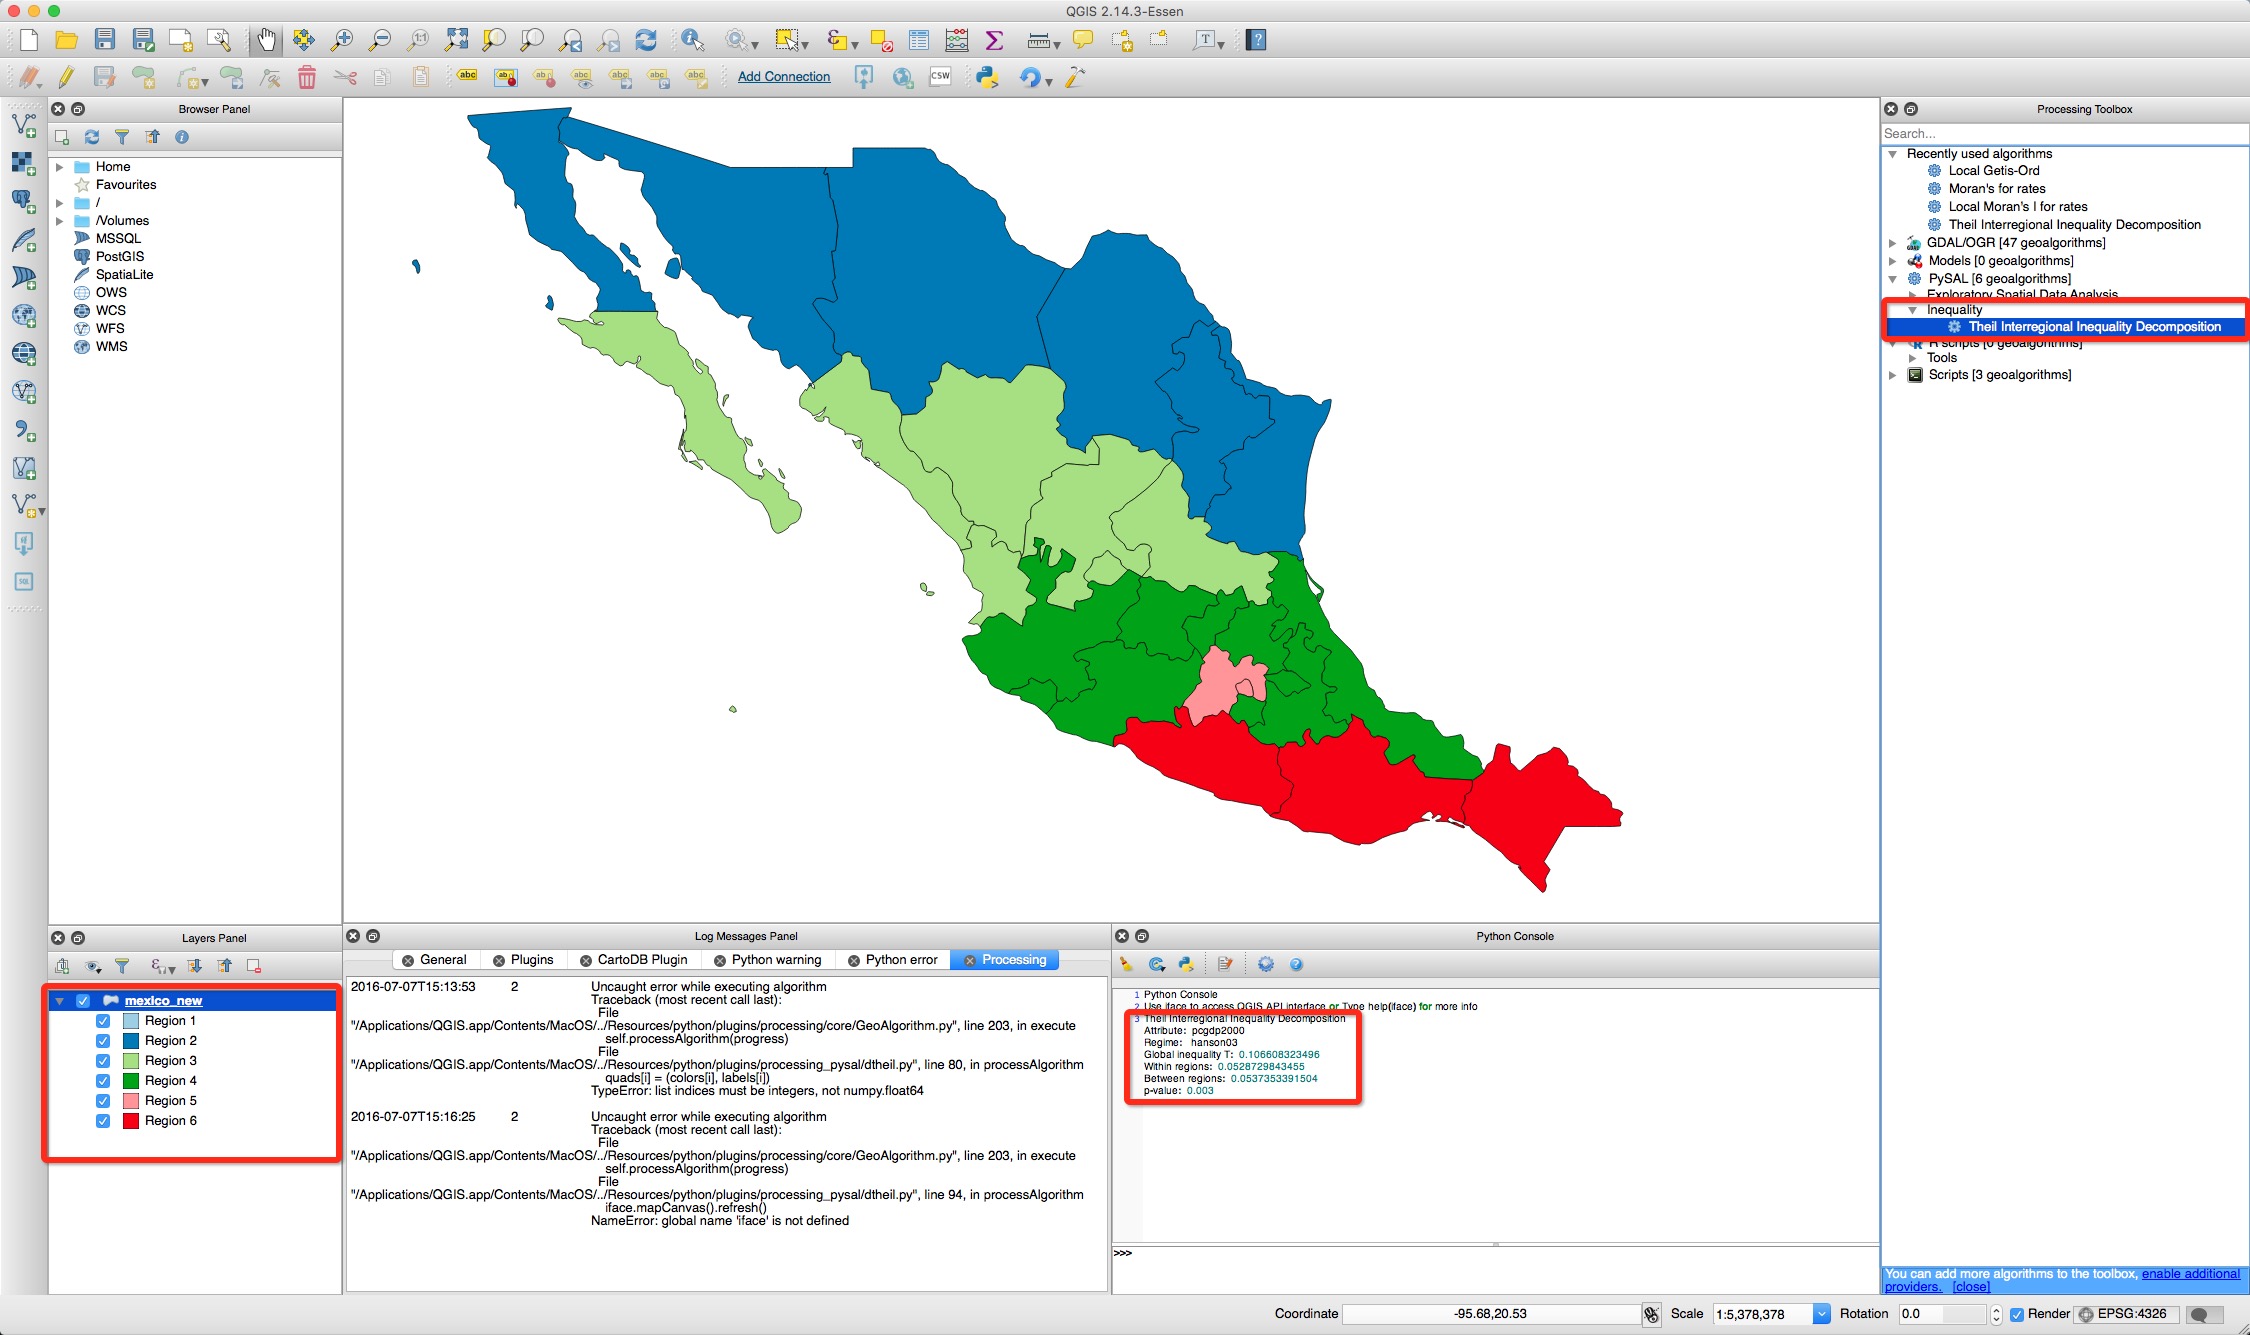 QGIS 2.14.3-Essen
Add Connection
CSW
Browser Panel
Home
Favourites
/
/Volumes
MSSQL
PostGIS
SpatiaLite
OWS
WCS
WFS
WMS
Layers Panel
mexico_new
Region 1
Region 2
Region 3
Region 4
Region 5
Region 6
Log Messages Panel
General
Plugins
CartoDB Plugin
Python warning
Python error
Processing
2016-07-07T15:13:53 2 Uncaught error while executing algorithm
Traceback (most recent call last):
File
"/Applications/QGIS.app/Contents/MacOS/../Resources/python/plugins/processing/core/GeoAlgorithm.py", line 203, in execute
self.processAlgorithm(progress)
File
"/Applications/QGIS.app/Contents/MacOS/../Resources/python/plugins/processing_pysal/dtheil.py", line 80, in processAlgorithm
quads[i] = (colors[i], labels[i])
TypeError: list indices must be integers, not numpy.float64
2016-07-07T15:16:25 2 Uncaught error while executing algorithm
Traceback (most recent call last):
File
"/Applications/QGIS.app/Contents/MacOS/../Resources/python/plugins/processing/core/GeoAlgorithm.py", line 203, in execute
self.processAlgorithm(progress)
File
"/Applications/QGIS.app/Contents/MacOS/../Resources/python/plugins/processing_pysal/dtheil.py", line 94, in processAlgorithm
iface.mapCanvas().refresh()
NameError: global name 'iface' is not defined
Python Console
1 Python Console
2 Use iface to access QGIS API interface or Type help(iface) for more info
3 Theil Interregional Inequality Decomposition
Attribute: pcgdp2000
Regime: hanson03
Global inequality T: 0.106608323496
Within regions: 0.0528729843455
Between regions: 0.0537353391504
p-value: 0.003
>>>
Processing Toolbox
Search...
Recently used algorithms
Local Getis-Ord
Moran's for rates
Local Moran's I for rates
Theil Interregional Inequality Decomposition
GDAL/OGR [47 geoalgorithms]
Models [0 geoalgorithms]
PySAL [6 geoalgorithms]
Exploratory Spatial Data Analysis
Inequality
Theil Interregional Inequality Decomposition
R scripts [0 geoalgorithms]
Tools
Scripts [3 geoalgorithms]
You can add more algorithms to the toolbox, enable additional
providers. [close]
Coordinate -95.68,20.53 Scale 1:5,378,378 Rotation 0.0 Render EPSG:4326